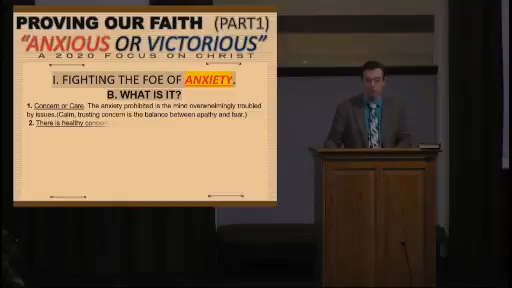 PROVING OUR FAITH (PART1)
"ANXIOUS OR VICTORIOUS"
A 2020 FOCUS ON CHRIST
I. FIGHTING THE FOE OF ANXIETY.
B. WHAT IS IT?
1. Concern or Care. The anxiety prohibited is the mind overwhelmingly troubled
by issues.(Calm, trusting concern is the balance between apathy and fear.)
2. There is healthy concern